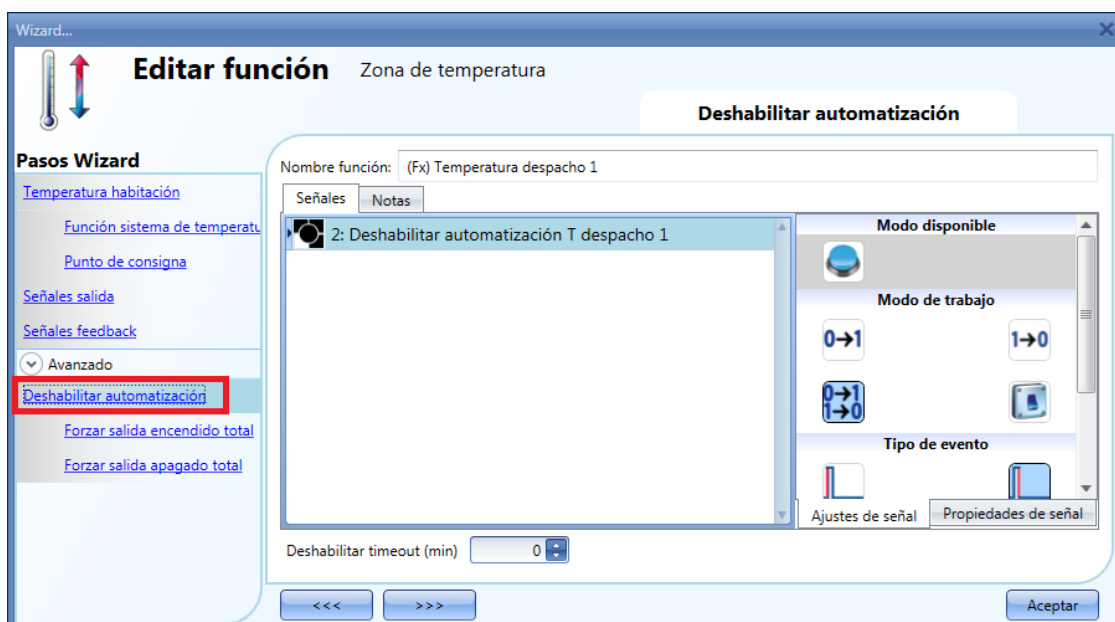 Wizard...
Editar función Zona de temperatura
Deshabilitar automatización
Pasos Wizard
Temperatura habitación
Función sistema de temperatu
Punto de consigna
Señales salida
Señales feedback
Avanzado
Deshabilitar automatización
Forzar salida encendido total
Forzar salida apagado total
Nombre función: (Fx) Temperatura despacho 1
Señales Notas
2: Deshabilitar automatización T despacho 1
Modo disponible
Modo de trabajo
0→1 1→0
0→1
1→0
Tipo de evento
Ajustes de señal Propiedades de señal
Deshabilitar timeout (min) 0
<<< >>> Aceptar